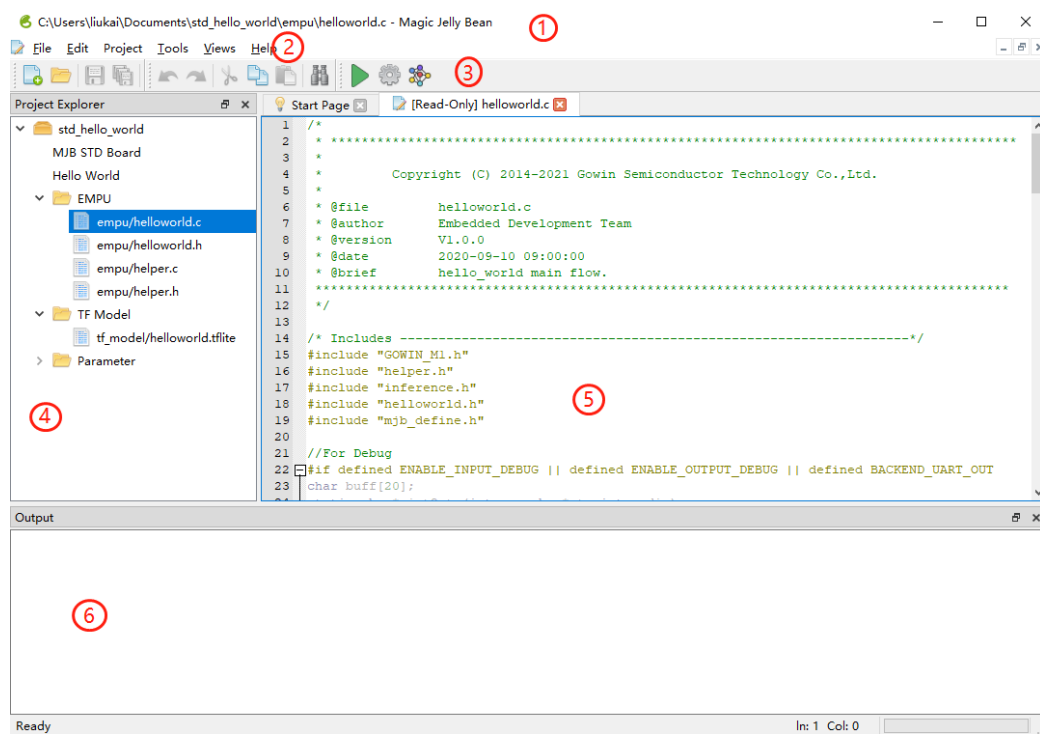 C:\Users\liukai\Documents\std_hello_world\empu\helloworld.c - Magic Jelly Bean
1
File Edit Project Tools Views Help
2
3
Project Explorer
Start Page
[Read-Only] helloworld.c
std_hello_world
MJB STD Board
Hello World
EMPU
empu/helloworld.c
empu/helloworld.h
empu/helper.c
empu/helper.h
TF Model
tf_model/helloworld.tflite
Parameter
4
1 /*
2 * ******************************************************************************************
3 *
4 * Copyright (C) 2014-2021 Gowin Semiconductor Technology Co.,Ltd.
5 *
6 * @file helloworld.c
7 * @author Embedded Development Team
8 * @version V1.0.0
9 * @date 2020-09-10 09:00:00
10 * @brief hello_world main flow.
11 ******************************************************************************************
12 */
13
14 /* Includes ------------------------------------------------------------------*/
15 #include "GOWIN_M1.h"
16 #include "helper.h"
17 #include "inference.h"
18 #include "helloworld.h"
19 #include "mjb_define.h"
20
21 //For Debug
22 #if defined ENABLE_INPUT_DEBUG || defined ENABLE_OUTPUT_DEBUG || defined BACKEND_UART_OUT
23 char buff[20];
5
Output
6
Ready
ln: 1 Col: 0